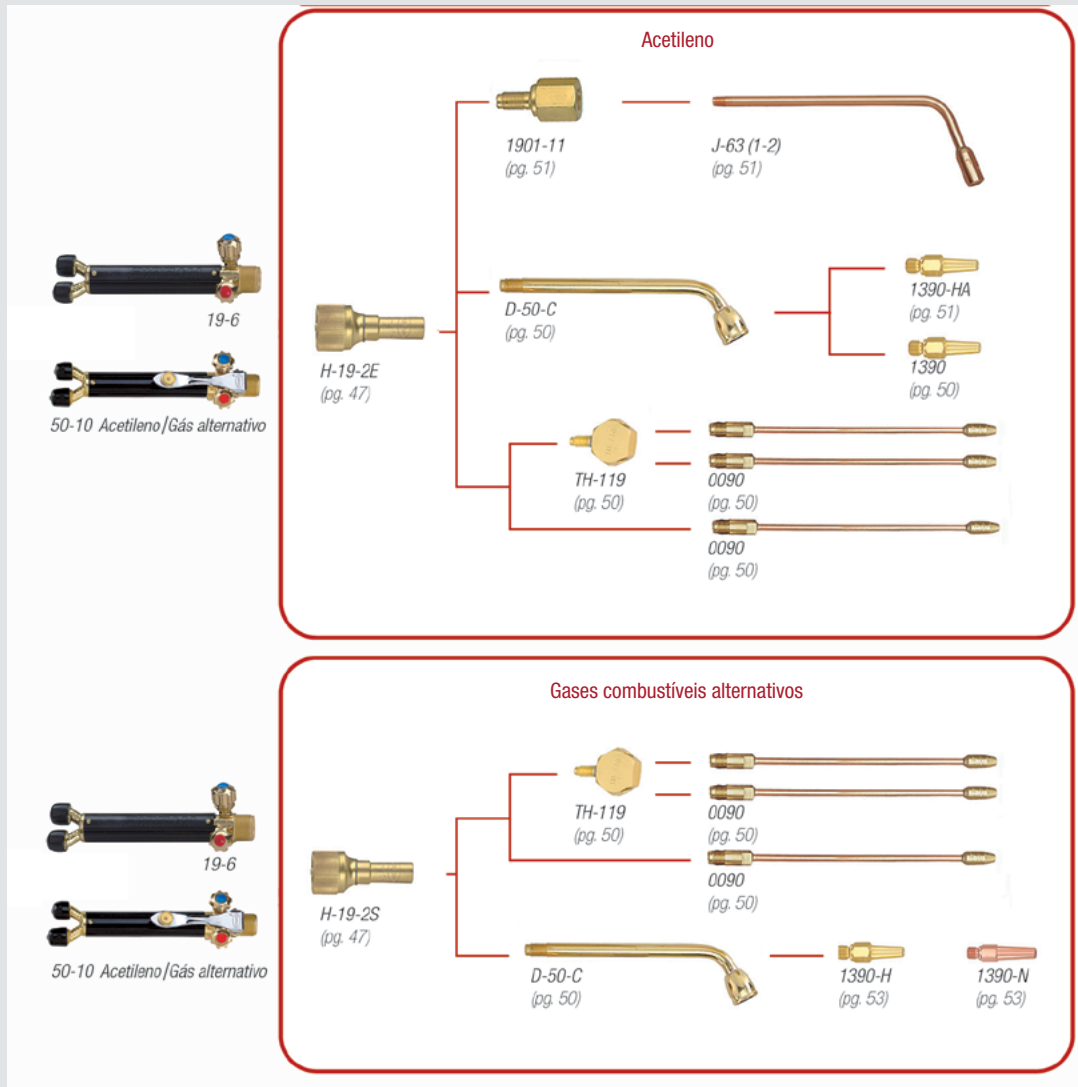 Acetileno
1901-11
(pg. 51)
J-63 (1-2)
(pg. 51)
19-6
50-10 Acetileno/Gás alternativo
H-19-2E
(pg. 47)
D-50-C
(pg. 50)
1390-HA
(pg. 51)
1390
(pg. 50)
TH-119
(pg. 50)
0090
(pg. 50)
0090
(pg. 50)
Gases combustíveis alternativos
19-6
50-10 Acetileno/Gás alternativo
H-19-2S
(pg. 47)
TH-119
(pg. 50)
0090
(pg. 50)
0090
(pg. 50)
D-50-C
(pg. 50)
1390-H
(pg. 53)
1390-N
(pg. 53)